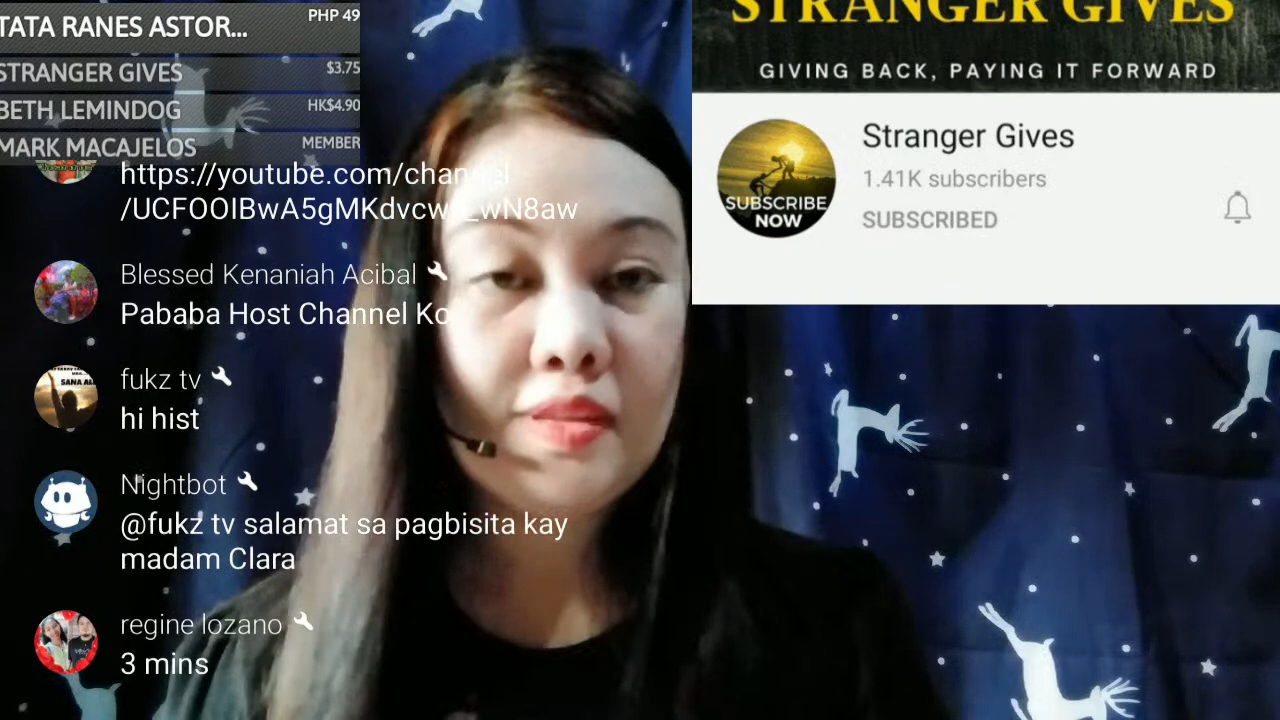 TATA RANES ASTOR...
PHP 49
STRANGER GIVES
$3.75
BETH LEMINDOG
HK$4.90
MARK MACAJELOS
MEMBER
https://youtube.com/channel
Blessed Kenaniah Acibal
Pababa Host Channel Ko
fukz tv
hi hist
Nightbot
@fukz tv salamat sa pagbisita kay
madam Clara
regine lozano
3 mins
STRANGER GIVES
GIVING BACK, PAYING IT FORWARD
SUBSCRIBE
NOW
Stranger Gives
1.41K subscribers
SUBSCRIBED
SANA ALL